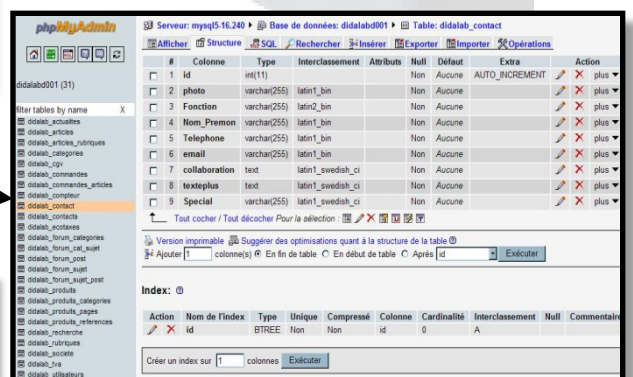 phpMyAdmin
didalabd001 (31)
filter tables by name X
didalab_actualites
didalab_articles
didalab_articles_rubriques
didalab_categories
didalab_cgv
didalab_commandes
didalab_commandes_articles
didalab_compteur
didalab_contact
didalab_contacts
didalab_ecotaxes
didalab_forum_categories
didalab_forum_cat_sujet
didalab_forum_post
didalab_forum_sujet
didalab_forum_sujet_post
didalab_produits
didalab_produits_categories
didalab_produits_pages
didalab_produits_references
didalab_recherche
didalab_rubriques
didalab_societe
didalab_tva
didalab_utilisateurs
Serveur: mysql5-16.240 ▸ Base de données: didalabd001 ▸ Table: didalab_contact
Afficher Structure SQL Rechercher Insérer Exporter Importer Opérations
# Colonne Type Interclassement Attributs Null Défaut Extra Action
1 id int(11) Non Aucune AUTO_INCREMENT plus
2 photo varchar(255) latin1_bin Non Aucune plus
3 Fonction varchar(255) latin2_bin Non Aucune plus
4 Nom_Premon varchar(255) latin1_bin Non Aucune plus
5 Telephone varchar(255) latin1_bin Non Aucune plus
6 email varchar(255) latin1_bin Non Aucune plus
7 collaboration text latin1_swedish_ci Non Aucune plus
8 texteplus text latin1_swedish_ci Non Aucune plus
9 Special varchar(255) latin1_swedish_ci Non Aucune plus
Tout cocher / Tout décocher Pour la sélection :
Version imprimable Suggérer des optimisations quant à la structure de la table
Ajouter 1 colonne(s) En fin de table En début de table Après id Exécuter
Index:
Action Nom de l'index Type Unique Compressé Colonne Cardinalité Interclassement Null Commentaire
id BTREE Non Non id 0 A
Créer un index sur 1 colonnes Exécuter